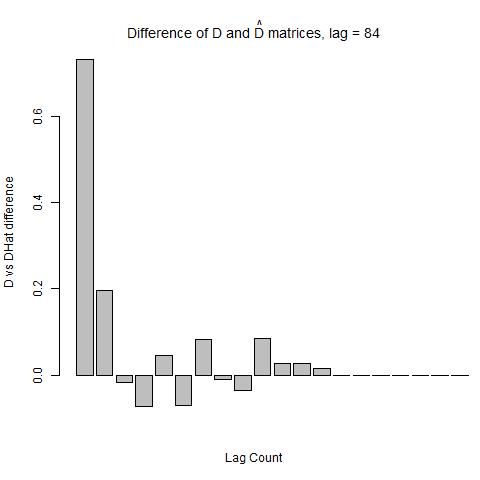 Difference of D and D̂ matrices, lag = 84
0.6
0.4
0.2
0.0
D vs DHat difference
Lag Count